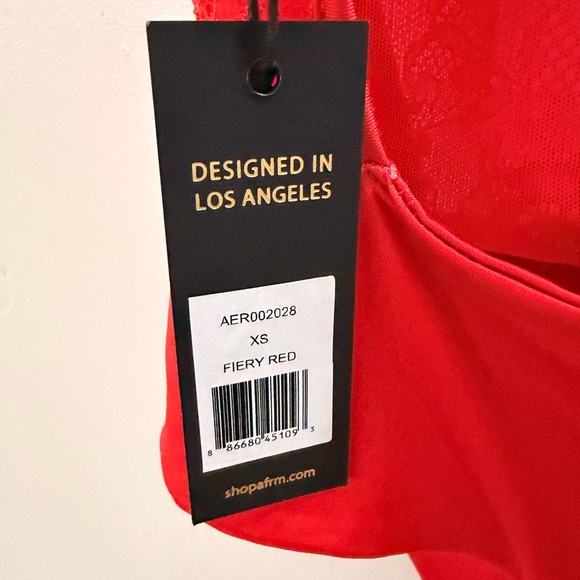 DESIGNED IN
LOS ANGELES
AER002028
XS
FIERY RED
8 86680 45109 3
shopafrm.com